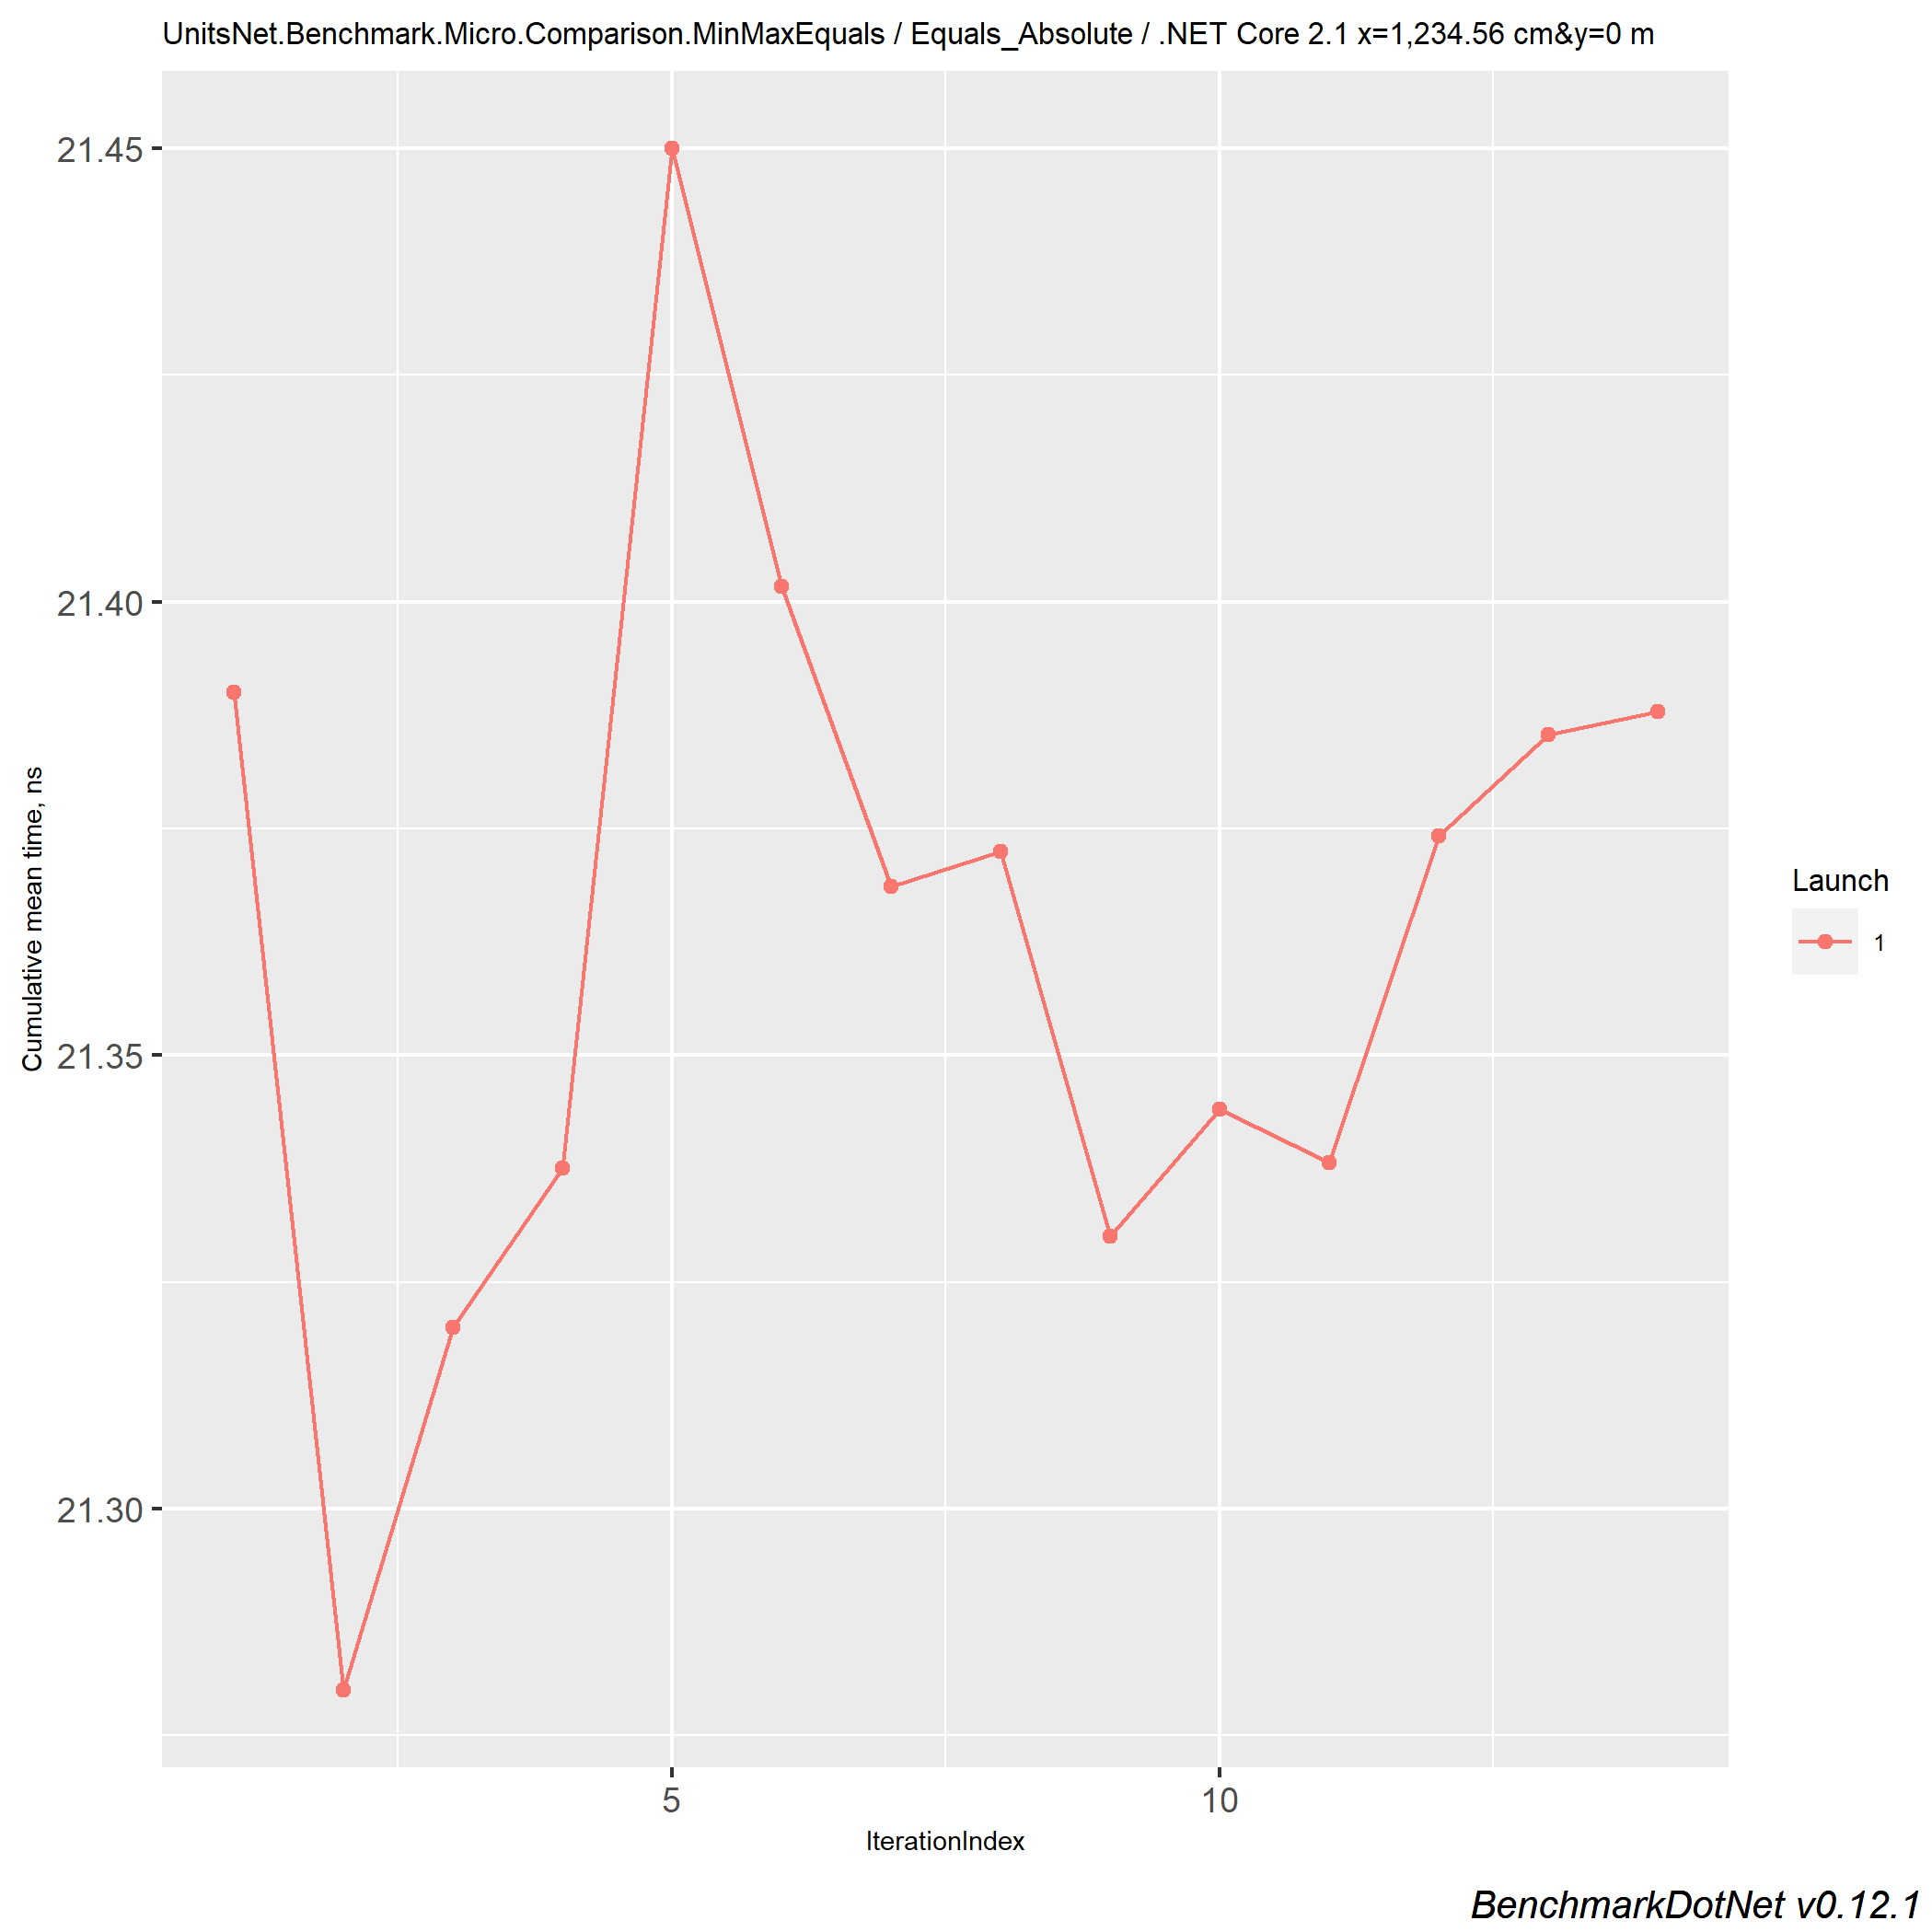 UnitsNet.Benchmark.Micro.Comparison.MinMaxEquals / Equals_Absolute / .NET Core 2.1 x=1,234.56 cm&y=0 m
21.45
21.40
21.35
21.30
Cumulative mean time, ns
5
10
IterationIndex
Launch
1
BenchmarkDotNet v0.12.1